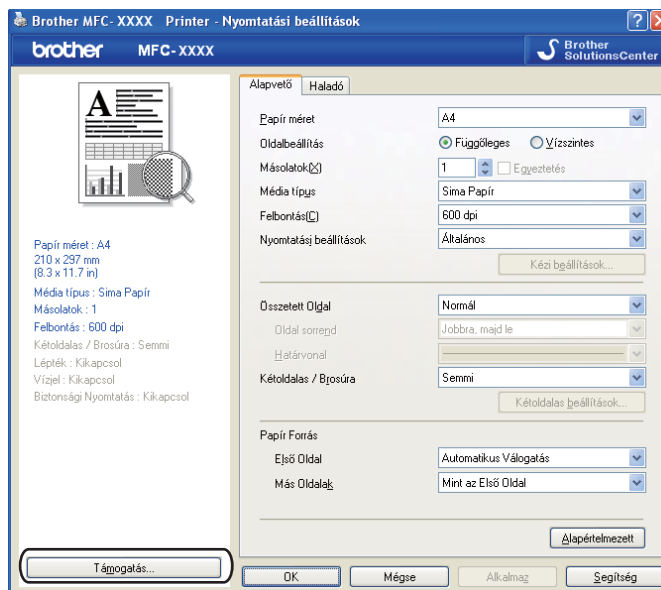 Brother MFC- XXXX Printer - Nyomtatási beállítások
brother MFC-XXXX
Brother SolutionsCenter
Alapvető Haladó
A
Papír méret : A4
210 x 297 mm
(8.3 x 11.7 in)
Média típus : Sima Papír
Másolatok : 1
Felbontás : 600 dpi
Kétoldalas / Brosúra : Semmi
Lépték : Kikapcsol
Vízjel : Kikapcsol
Biztonsági Nyomtatás : Kikapcsol
Támogatás...
Papír méret A4
Oldalbeállítás Függőleges Vízszintes
Másolatok(X) 1 Egyeztetés
Média típus Sima Papír
Felbontás(C) 600 dpi
Nyomtatási beállítások Általános
Kézi beállítások...
Összetett Oldal Normál
Oldal sorrend Jobbra, majd le
Határvonal
Kétoldalas / Brosúra Semmi
Kétoldalas beállítások...
Papír Forrás
Első Oldal Automatikus Válogatás
Más Oldalak Mint az Első Oldal
Alapértelmezett
OK Mégse Alkalmaz Segítség